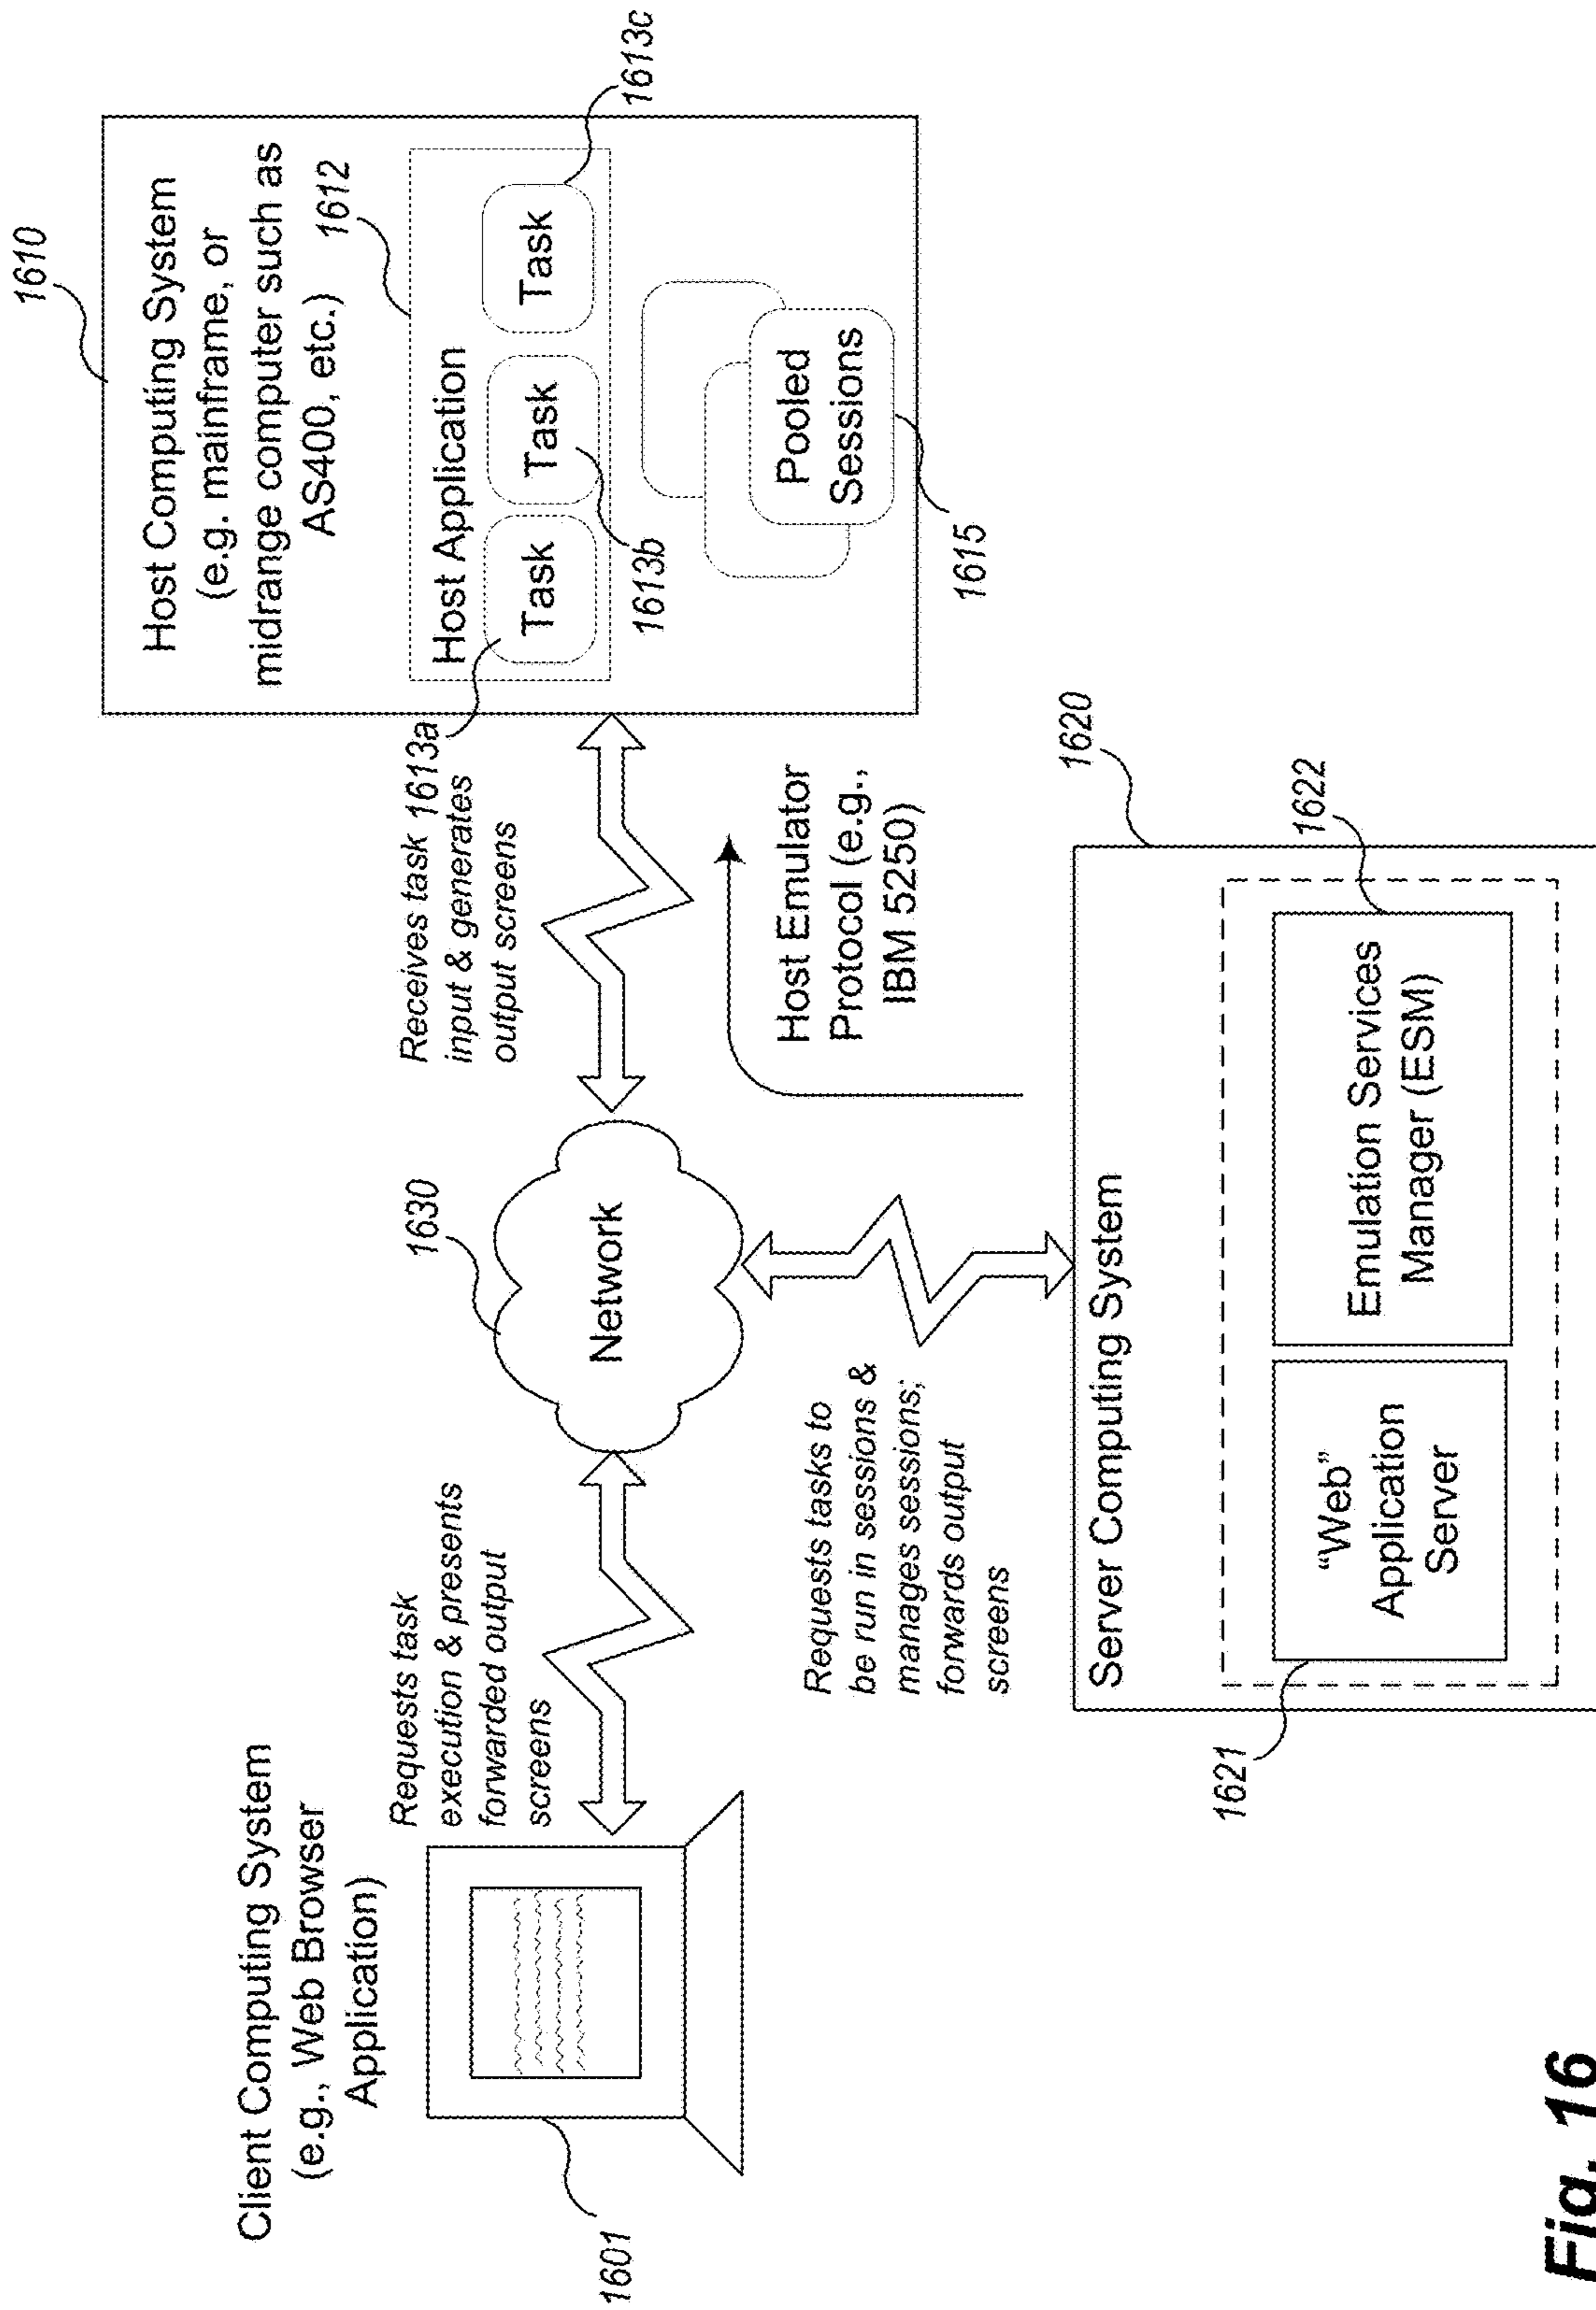 Client Computing System
(e.g., Web Browser
Application)
1601
Requests task
execution & presents
forwarded output
screens
1630
Network
Receives task
input & generates
output screens
1610
Host Computing System
(e.g. mainframe, or
midrange computer such as
AS400, etc.)
1612
Host Application
Task
Task
Task
1613a
1613b
1613c
Pooled
Sessions
1615
Host Emulator
Protocol (e.g.,
IBM 5250)
Requests tasks to
be run in sessions &
manages sessions;
forwards output
screens
1620
Server Computing System
“Web”
Application
Server
1621
Emulation Services
Manager (ESM)
1622
Fig. 16